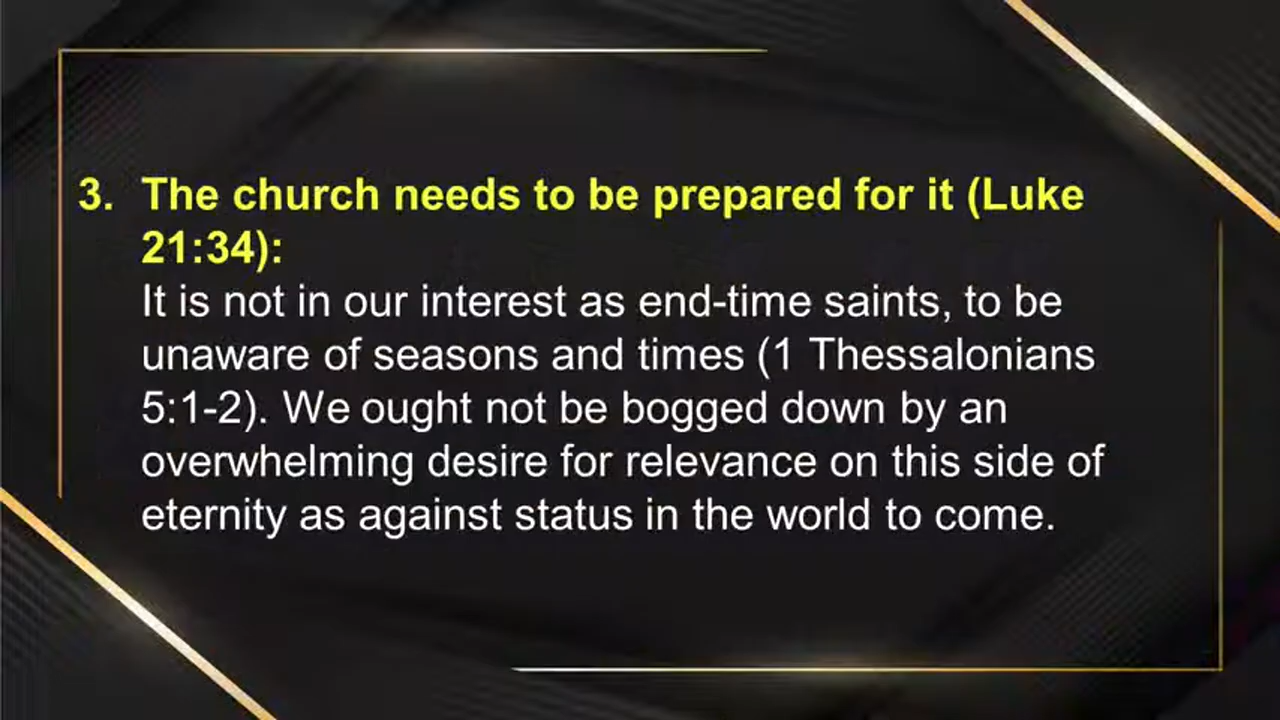 3. The church needs to be prepared for it (Luke
21:34):
It is not in our interest as end-time saints, to be
unaware of seasons and times (1 Thessalonians
5:1-2). We ought not be bogged down by an
overwhelming desire for relevance on this side of
eternity as against status in the world to come.